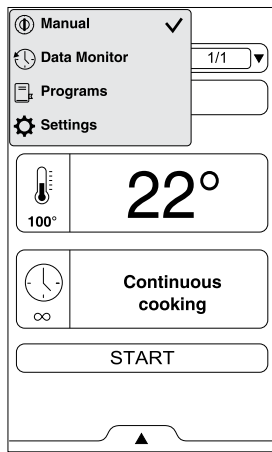 Manual
Data Monitor
1/1
Programs
Settings
22°
100°
Continuous
cooking
∞
START